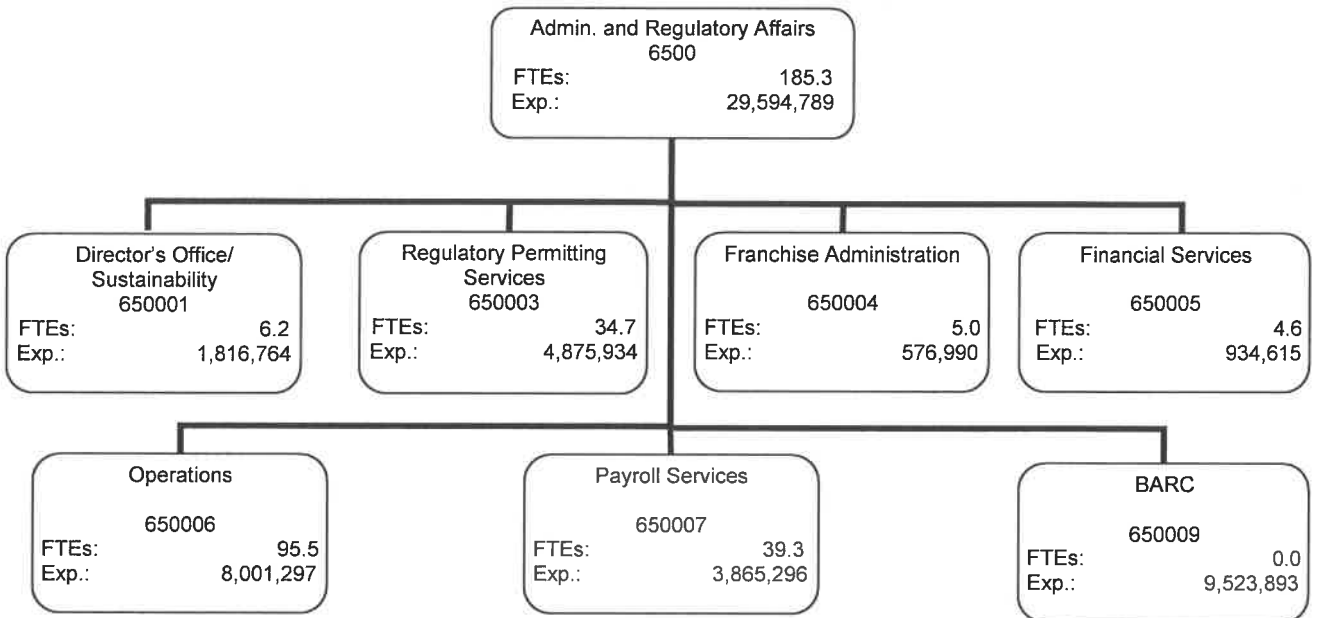 Admin. and Regulatory Affairs
6500
FTEs: 185.3
Exp.: 29,594,789
Director's Office/
Sustainability
650001
FTEs: 6.2
Exp.: 1,816,764
Regulatory Permitting
Services
650003
FTEs: 34.7
Exp.: 4,875,934
Franchise Administration
650004
FTEs: 5.0
Exp.: 576,990
Financial Services
650005
FTEs: 4.6
Exp.: 934,615
Operations
650006
FTEs: 95.5
Exp.: 8,001,297
Payroll Services
650007
FTEs: 39.3
Exp.: 3,865,296
BARC
650009
FTEs: 0.0
Exp.: 9,523,893